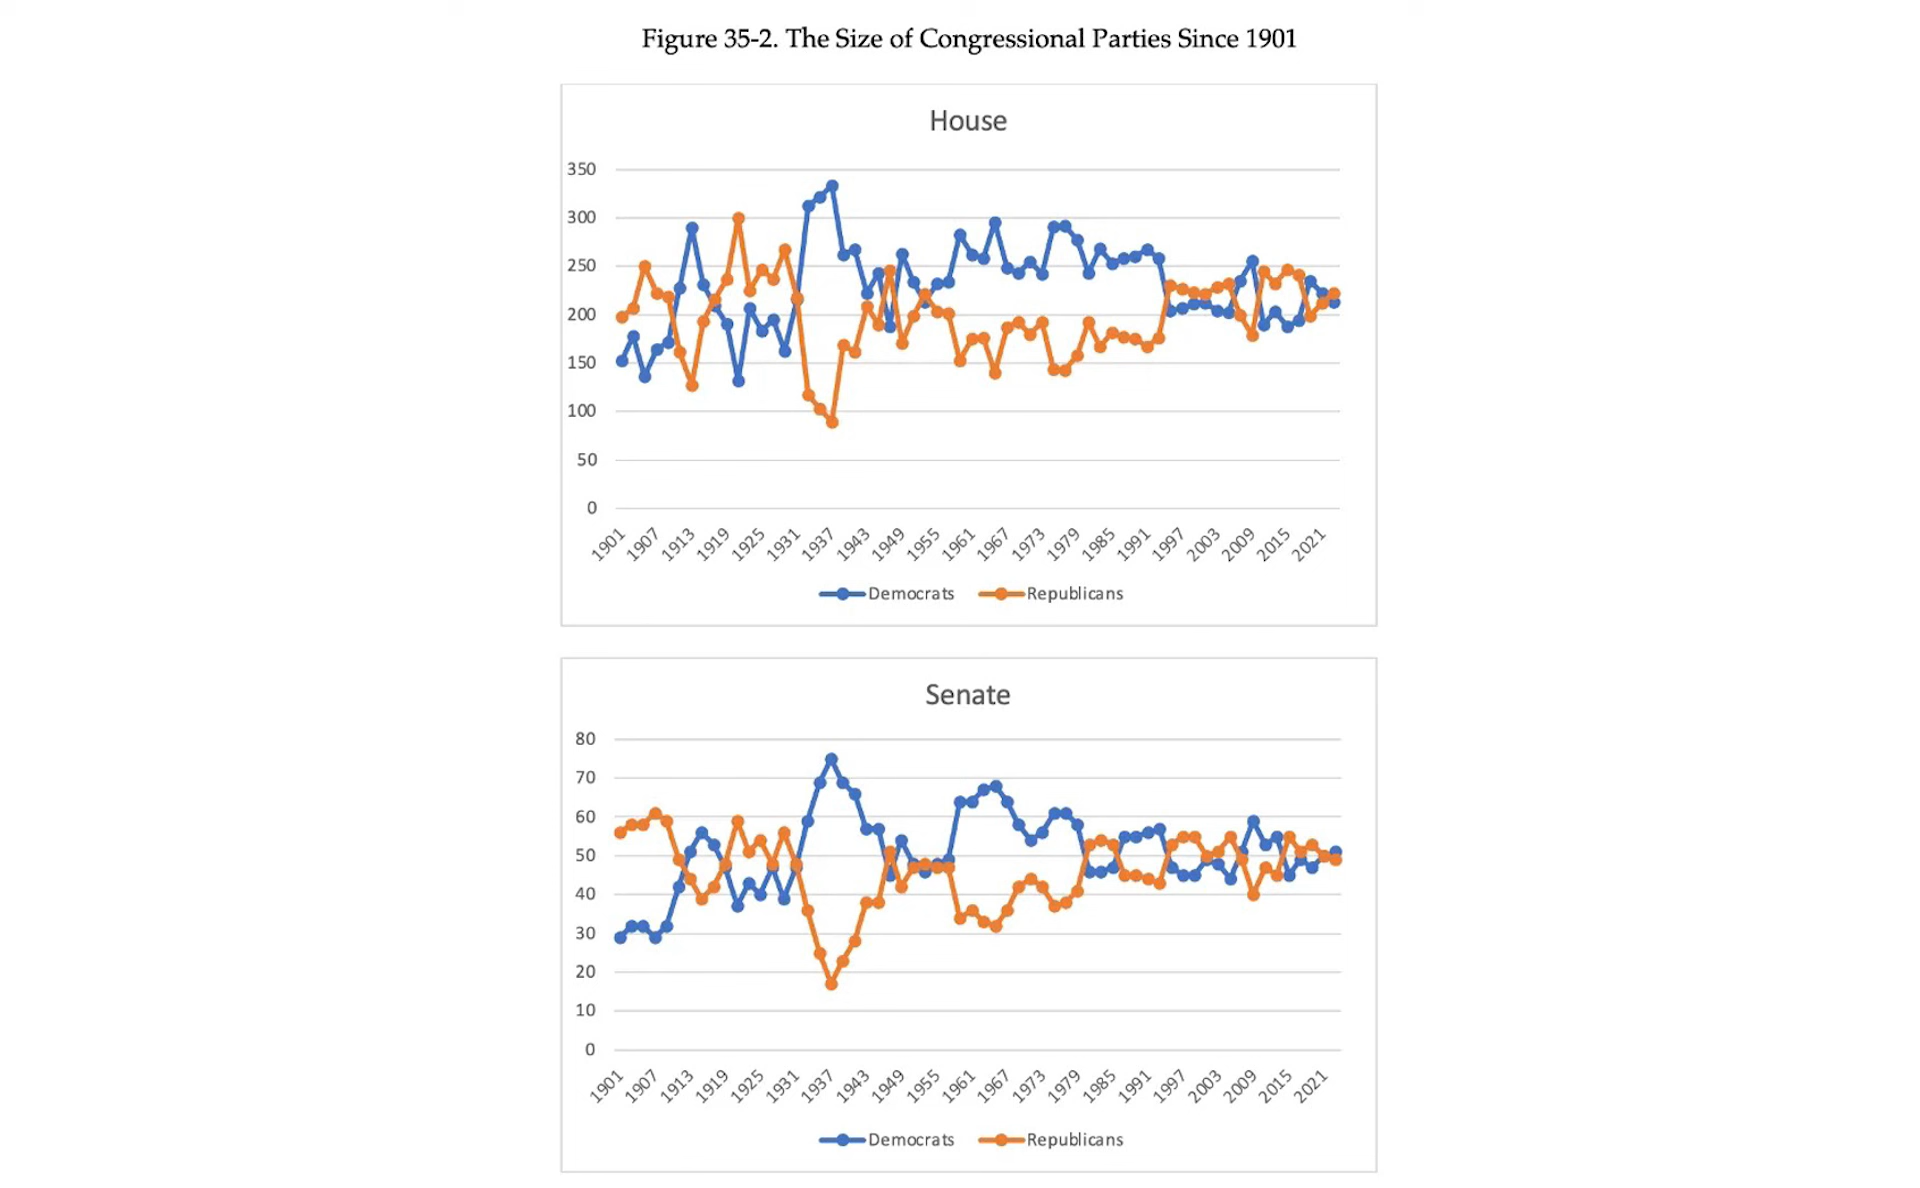 Figure 35-2. The Size of Congressional Parties Since 1901
House
350
300
250
200
150
100
50
0
1901 1907 1913 1919 1925 1931 1937 1943 1949 1955 1961 1967 1973 1979 1985 1991 1997 2003 2009 2015 2021
Democrats Republicans
Senate
80
70
60
50
40
30
20
10
0
1901 1907 1913 1919 1925 1931 1937 1943 1949 1955 1961 1967 1973 1979 1985 1991 1997 2003 2009 2015 2021
Democrats Republicans